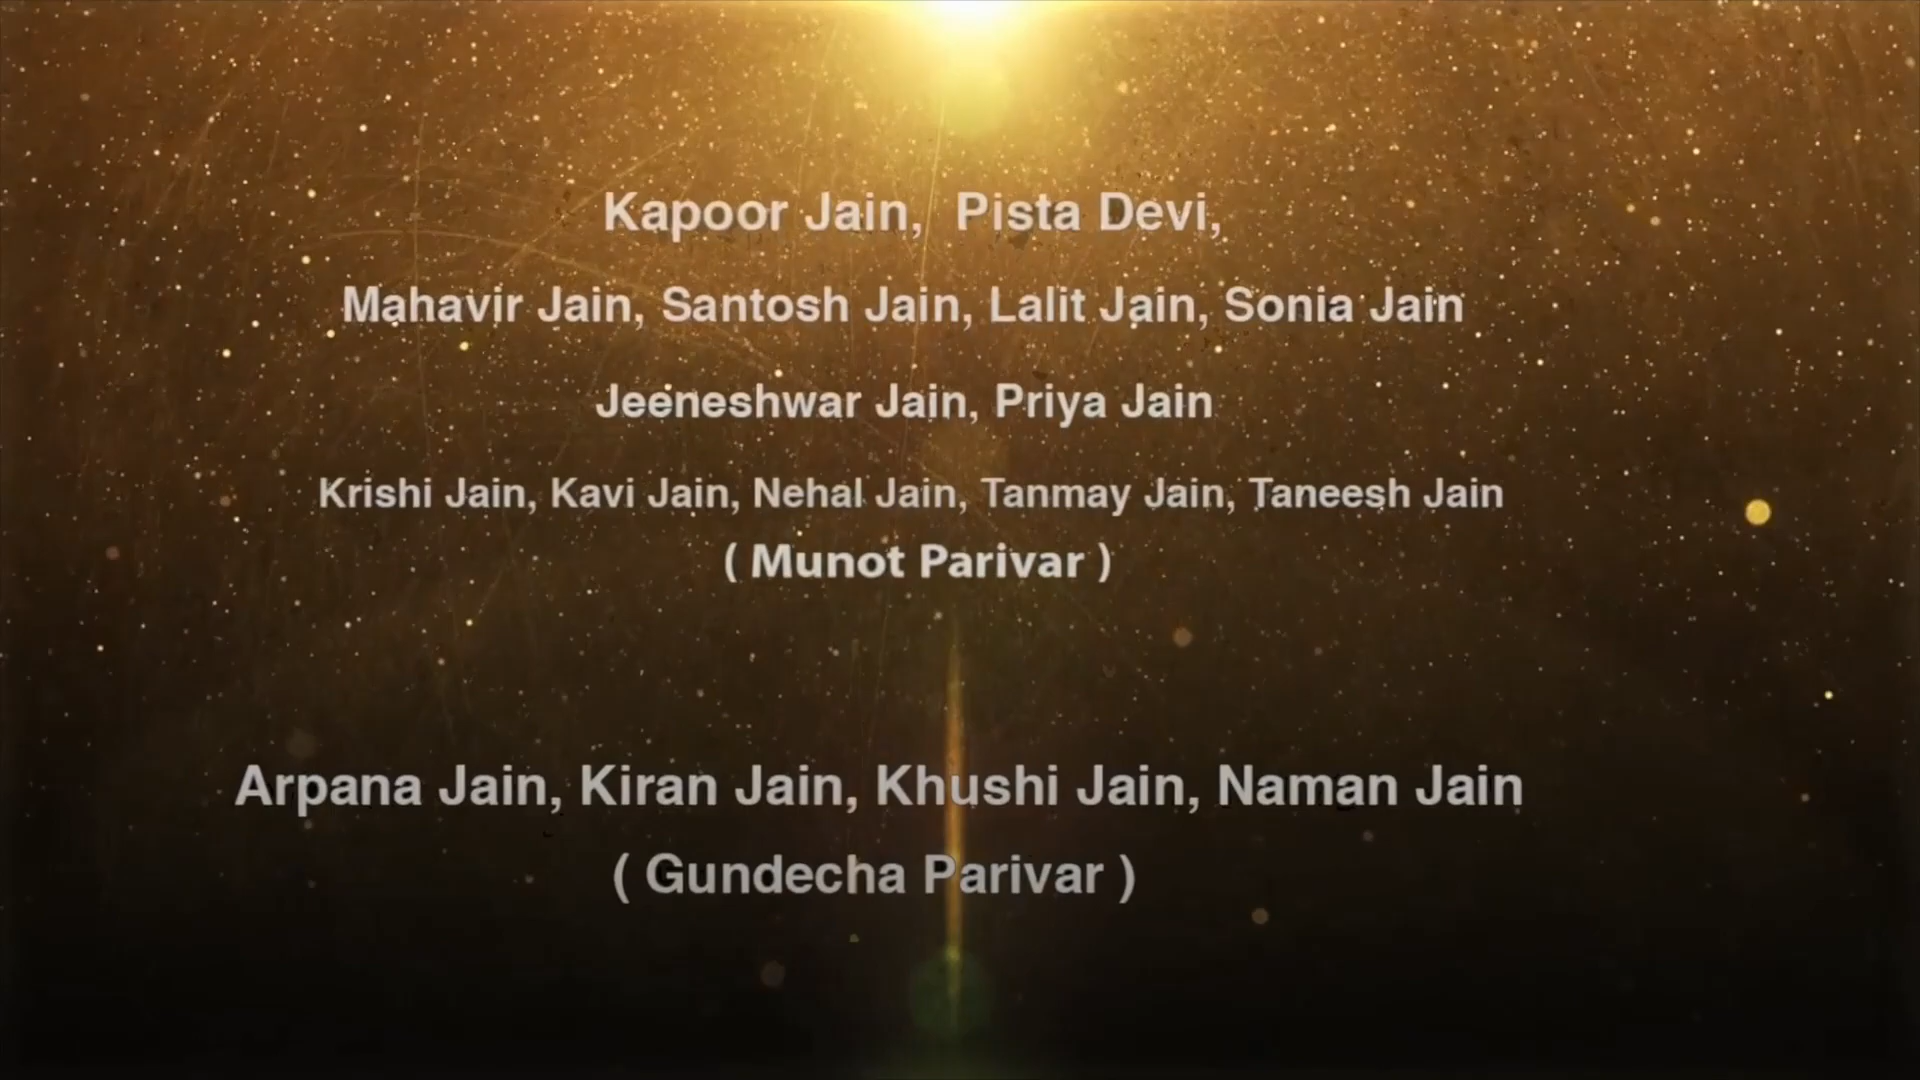 Kapoor Jain, Pista Devi,
Mahavir Jain, Santosh Jain, Lalit Jain, Sonia Jain
Jeeneshwar Jain, Priya Jain
Krishi Jain, Kavi Jain, Nehal Jain, Tanmay Jain, Taneesh Jain
( Munot Parivar )
Arpana Jain, Kiran Jain, Khushi Jain, Naman Jain
( Gundecha Parivar )